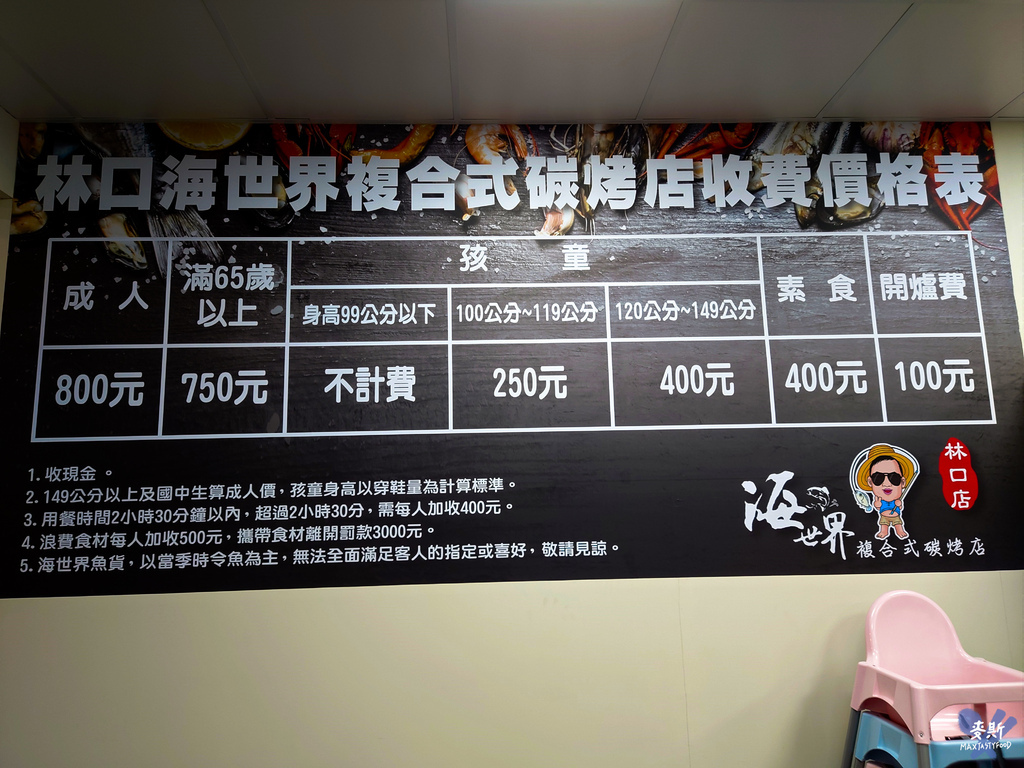 林口海世界複合式碳烤店收費價格表
成人 滿65歲以上 孩童 素食 開爐費
身高99公分以下 100公分~119公分 120公分~149公分
800元 750元 不計費 250元 400元 400元 100元
1. 收現金 。
2. 149公分以上及國中生算成人價，孩童身高以穿鞋量為計算標準。
3. 用餐時間2小時30分鐘以內，超過2小時30分，需每人加收400元。
4. 浪費食材每人加收500元，攜帶食材離開罰款3000元。
5. 海世界魚貨，以當季時令魚為主，無法全面滿足客人的指定或喜好，敬請見諒。
林口店
海世界
複合式碳烤店
麥斯
MAXTASTYFOOD